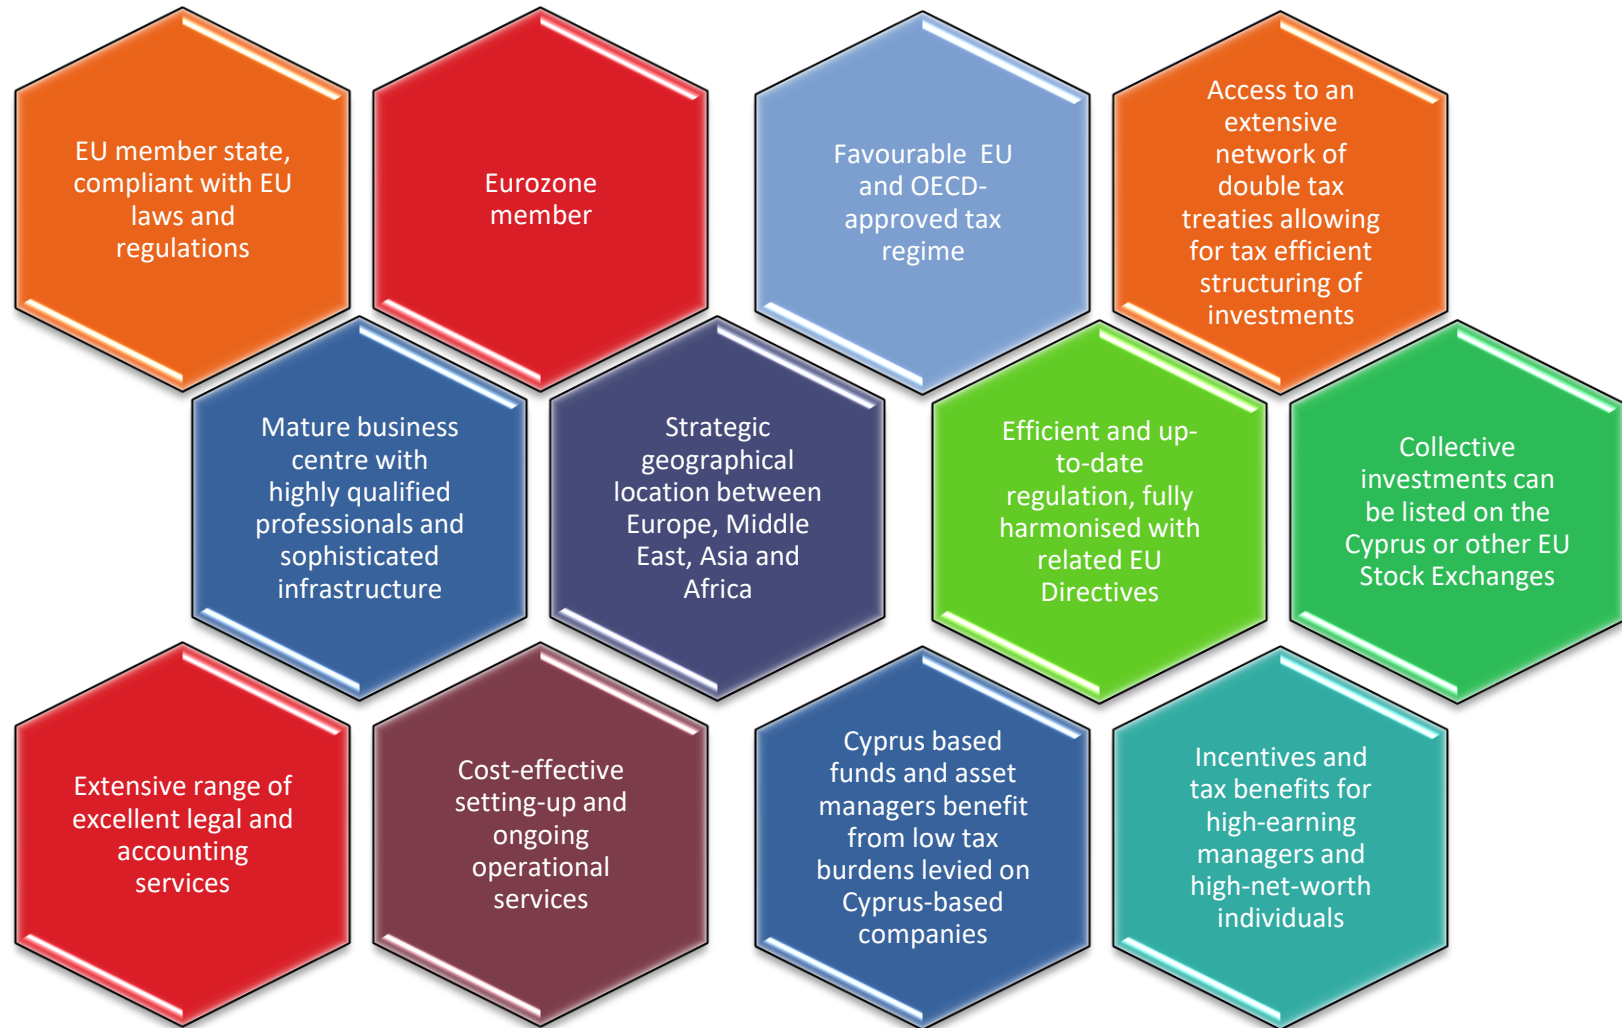 EU member state,
compliant with EU
laws and
regulations
Eurozone
member
Favourable  EU
and OECD-
approved tax
regime
Access to an
extensive
network of
double tax
treaties allowing
for tax efficient
structuring of
investments
Mature business
centre with
highly qualified
professionals and
sophisticated
infrastructure
Strategic
geographical
location between
Europe, Middle
East, Asia and
Africa
Efficient and up-
to-date
regulation, fully
harmonised with
related EU
Directives
Collective
investments can
be listed on the
Cyprus or other EU
Stock Exchanges
Extensive range of
excellent legal and
accounting
services
Cost-effective
setting-up and
ongoing
operational
services
Cyprus based
funds and asset
managers benefit
from low tax
burdens levied on
Cyprus-based
companies
Incentives and
tax benefits for
high-earning
managers and
high-net-worth
individuals